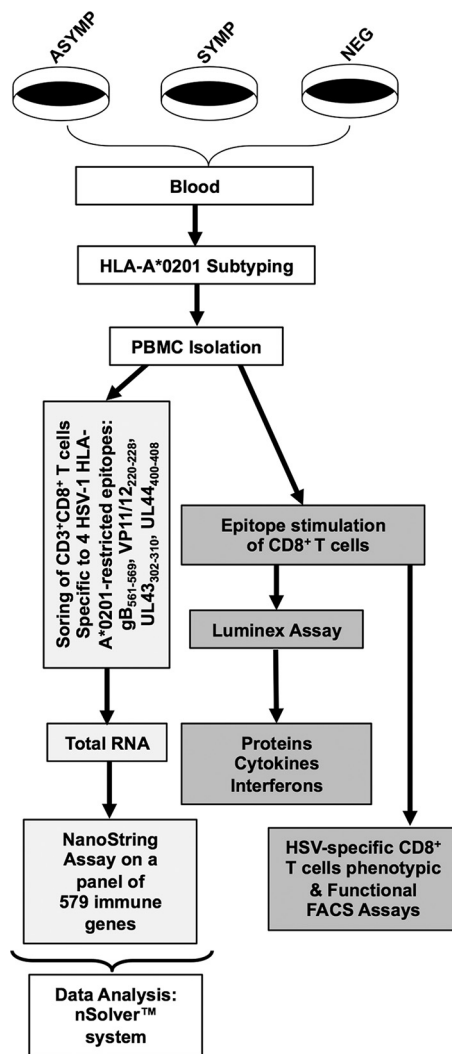 ASYMP
SYMP
NEG
Blood
HLA-A*0201 Subtyping
PBMC Isolation
Soring of CD3⁺CD8⁺ T cells
Specific to 4 HSV-1 HLA-
A*0201-restricted epitopes:
gB₅₆₁₋₅₆₉, VP11/12₂₂₀₋₂₂₈,
UL43₃₀₂₋₃₁₀, UL44₄₀₀₋₄₀₈
Total RNA
NanoString
Assay on a
panel of
579 immune
genes
Data Analysis:
nSolver™
system
Epitope stimulation
of CD8⁺ T cells
Luminex Assay
Proteins
Cytokines
Interferons
HSV-specific CD8⁺
T cells phenotypic
& Functional
FACS Assays